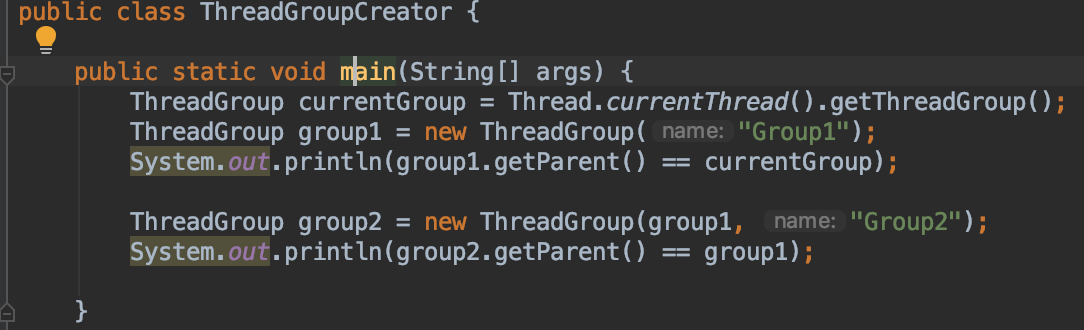 public class ThreadGroupCreator {
public static void main(String[] args) {
ThreadGroup currentGroup = Thread.currentThread().getThreadGroup();
ThreadGroup group1 = new ThreadGroup( name: "Group1");
System.out.println(group1.getParent() == currentGroup);
ThreadGroup group2 = new ThreadGroup(group1, name: "Group2");
System.out.println(group2.getParent() == group1);
}